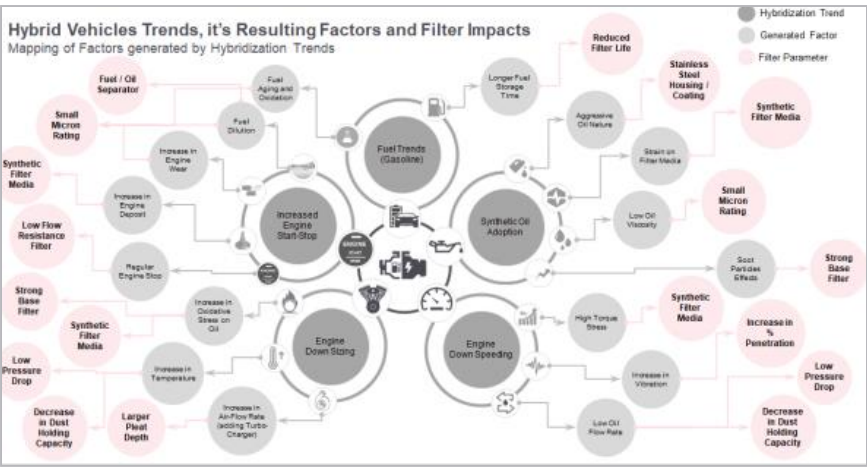 Hybrid Vehicles Trends, it's Resulting Factors and Filter Impacts
Mapping of Factors generated by Hybridization Trends
Hybridization Trend
Generated Factor
Filter Parameter
Fuel / Oil
Separator
Fuel
Aging and
Oxidation
Longer Fuel
Storage
Time
Reduced
Filter Life
Stainless
Steel
Housing /
Coating
Small
Micron
Rating
Fuel
Dilution
Fuel Trends
(Gasoline)
Aggressive
Oil Nature
Synthetic
Filter Media
Increase in
Engine
Wear
Strain on
Filter Media
Synthetic
Filter
Media
Increase in
Engine
Deposit
Increased
Engine
Start-Stop
Synthetic Oil
Adoption
Low Oil
Viscosity
Small
Micron
Rating
Low Flow
Resistance
Filter
ENGINE
START
Regular
Engine Stop
Soot
Particles
Effects
Strong
Base
Filter
Strong
Base
Filter
Synthetic
Filter
Media
Increase in
Oxidative
Stress on
Oil
Engine
Down Sizing
Engine
Down Speeding
High Torque
Stress
Synthetic
Filter
Media
Increase in
%
Penetration
Low
Pressure
Drop
Increase in
Temperature
Increase in
Vibration
Low
Pressure
Drop
Decrease
in Dust
Holding
Capacity
Larger
Pleat
Depth
Increase in
Air-Flow Rate
(adding Turbo-
Charger)
Low Oil
Flow Rate
Decrease in
Dust
Holding
Capacity